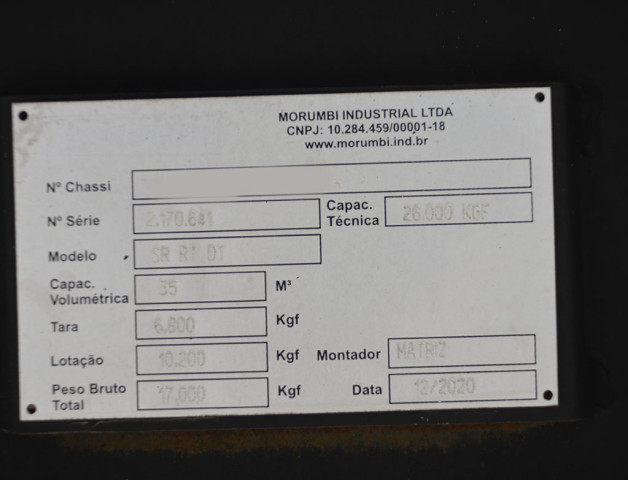 MORUMBI INDUSTRIAL LTDA
CNPJ: 10.284.459/00001-18
www.morumbi.ind.br
Nº Chassi
Nº Série 2.170.641 Capac. Técnica 26.000 KGF
Modelo SR RT DT
Capac. Volumétrica 35 M³
Tara 6.800 Kgf
Lotação 10.200 Kgf Montador MATRIZ
Peso Bruto Total 17.000 Kgf Data 12/2020